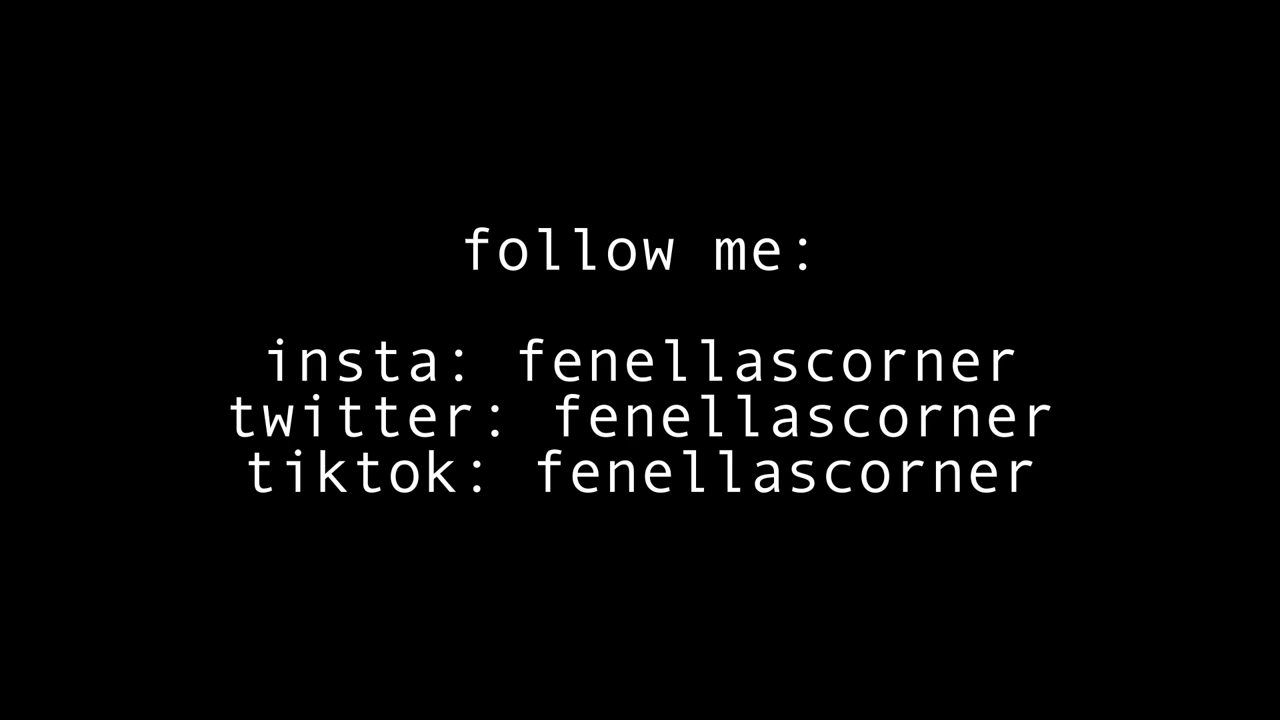 follow me:
insta: fenellascorner
twitter: fenellascorner
tiktok: fenellascorner